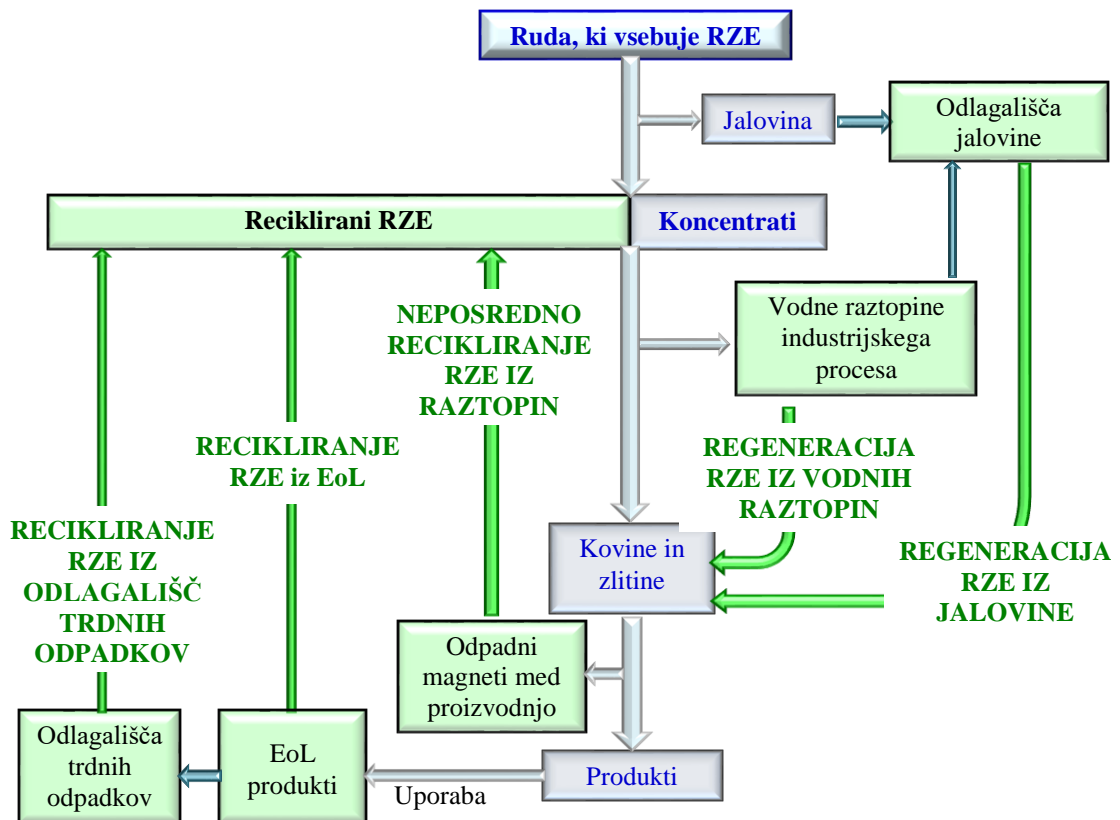 Ruda, ki vsebuje RZE
Jalovina
Odlagališča
jalovine
Reciklirani RZE
Koncentrati
NEPOSREDNO
RECIKLIRANJE
RZE IZ
RAZTOPIN
Vodne raztopine
industrijskega
procesa
RECIKLIRANJE
RZE iz EoL
REGENERACIJA
RZE IZ VODNIH
RAZTOPIN
RECIKLIRANJE
RZE IZ
ODLAGALIŠČ
TRDNIH
ODPADKOV
Kovine in
zlitine
REGENERACIJA
RZE IZ
JALOVINE
Odpadni
magneti med
proizvodnjo
Odlagališča
trdnih
odpadkov
EoL
produkti
Uporaba
Produkti